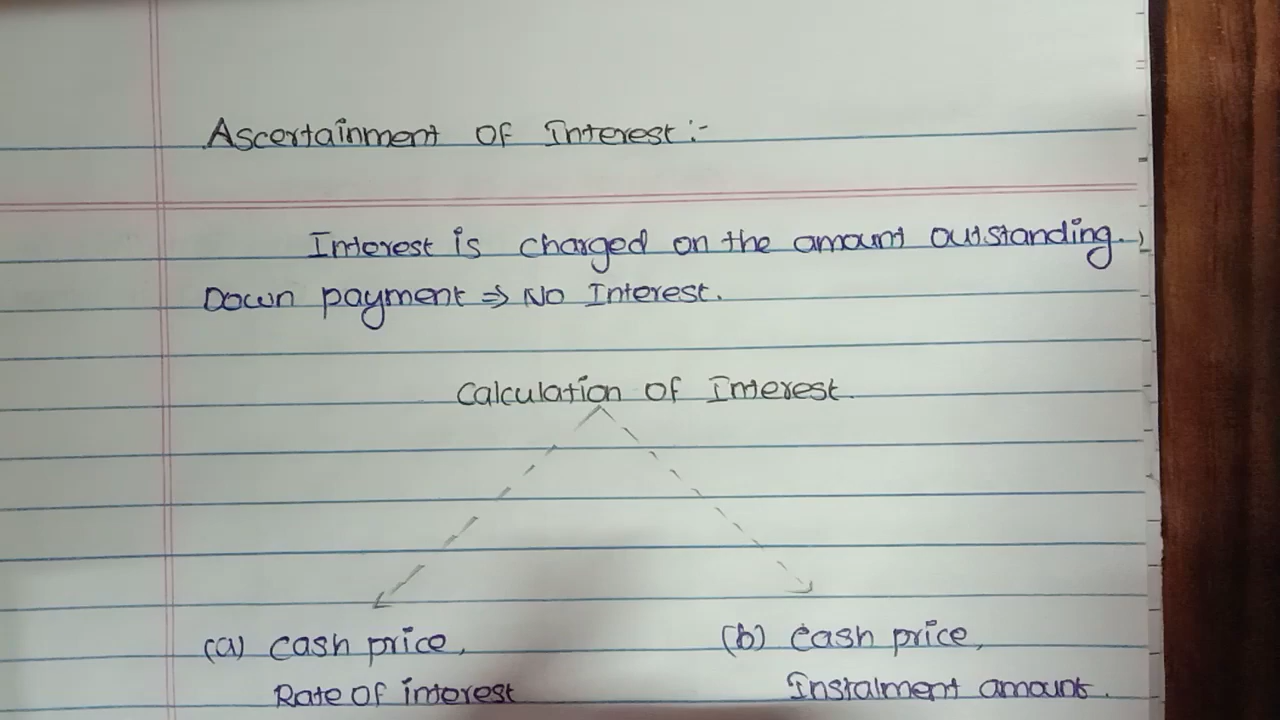 Ascertainment of Interest :-
Interest is charged on the amount outstanding.
Down payment ⇒ No Interest.
Calculation of Interest.
(a) cash price, (b) cash price,
Rate of interest Instalment amount.